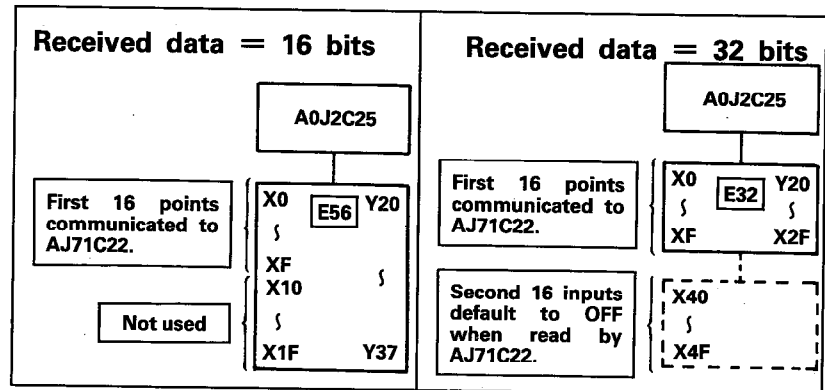 Received data = 16 bits
A0J2C25
First 16 points
communicated to
AJ71C22.
Not used
X0 E56 Y20
XF
X10
X1F Y37
Received data = 32 bits
A0J2C25
First 16 points
communicated to
AJ71C22.
X0 E32 Y20
XF X2F
Second 16 inputs
default to OFF
when read by
AJ71C22.
X40
X4F